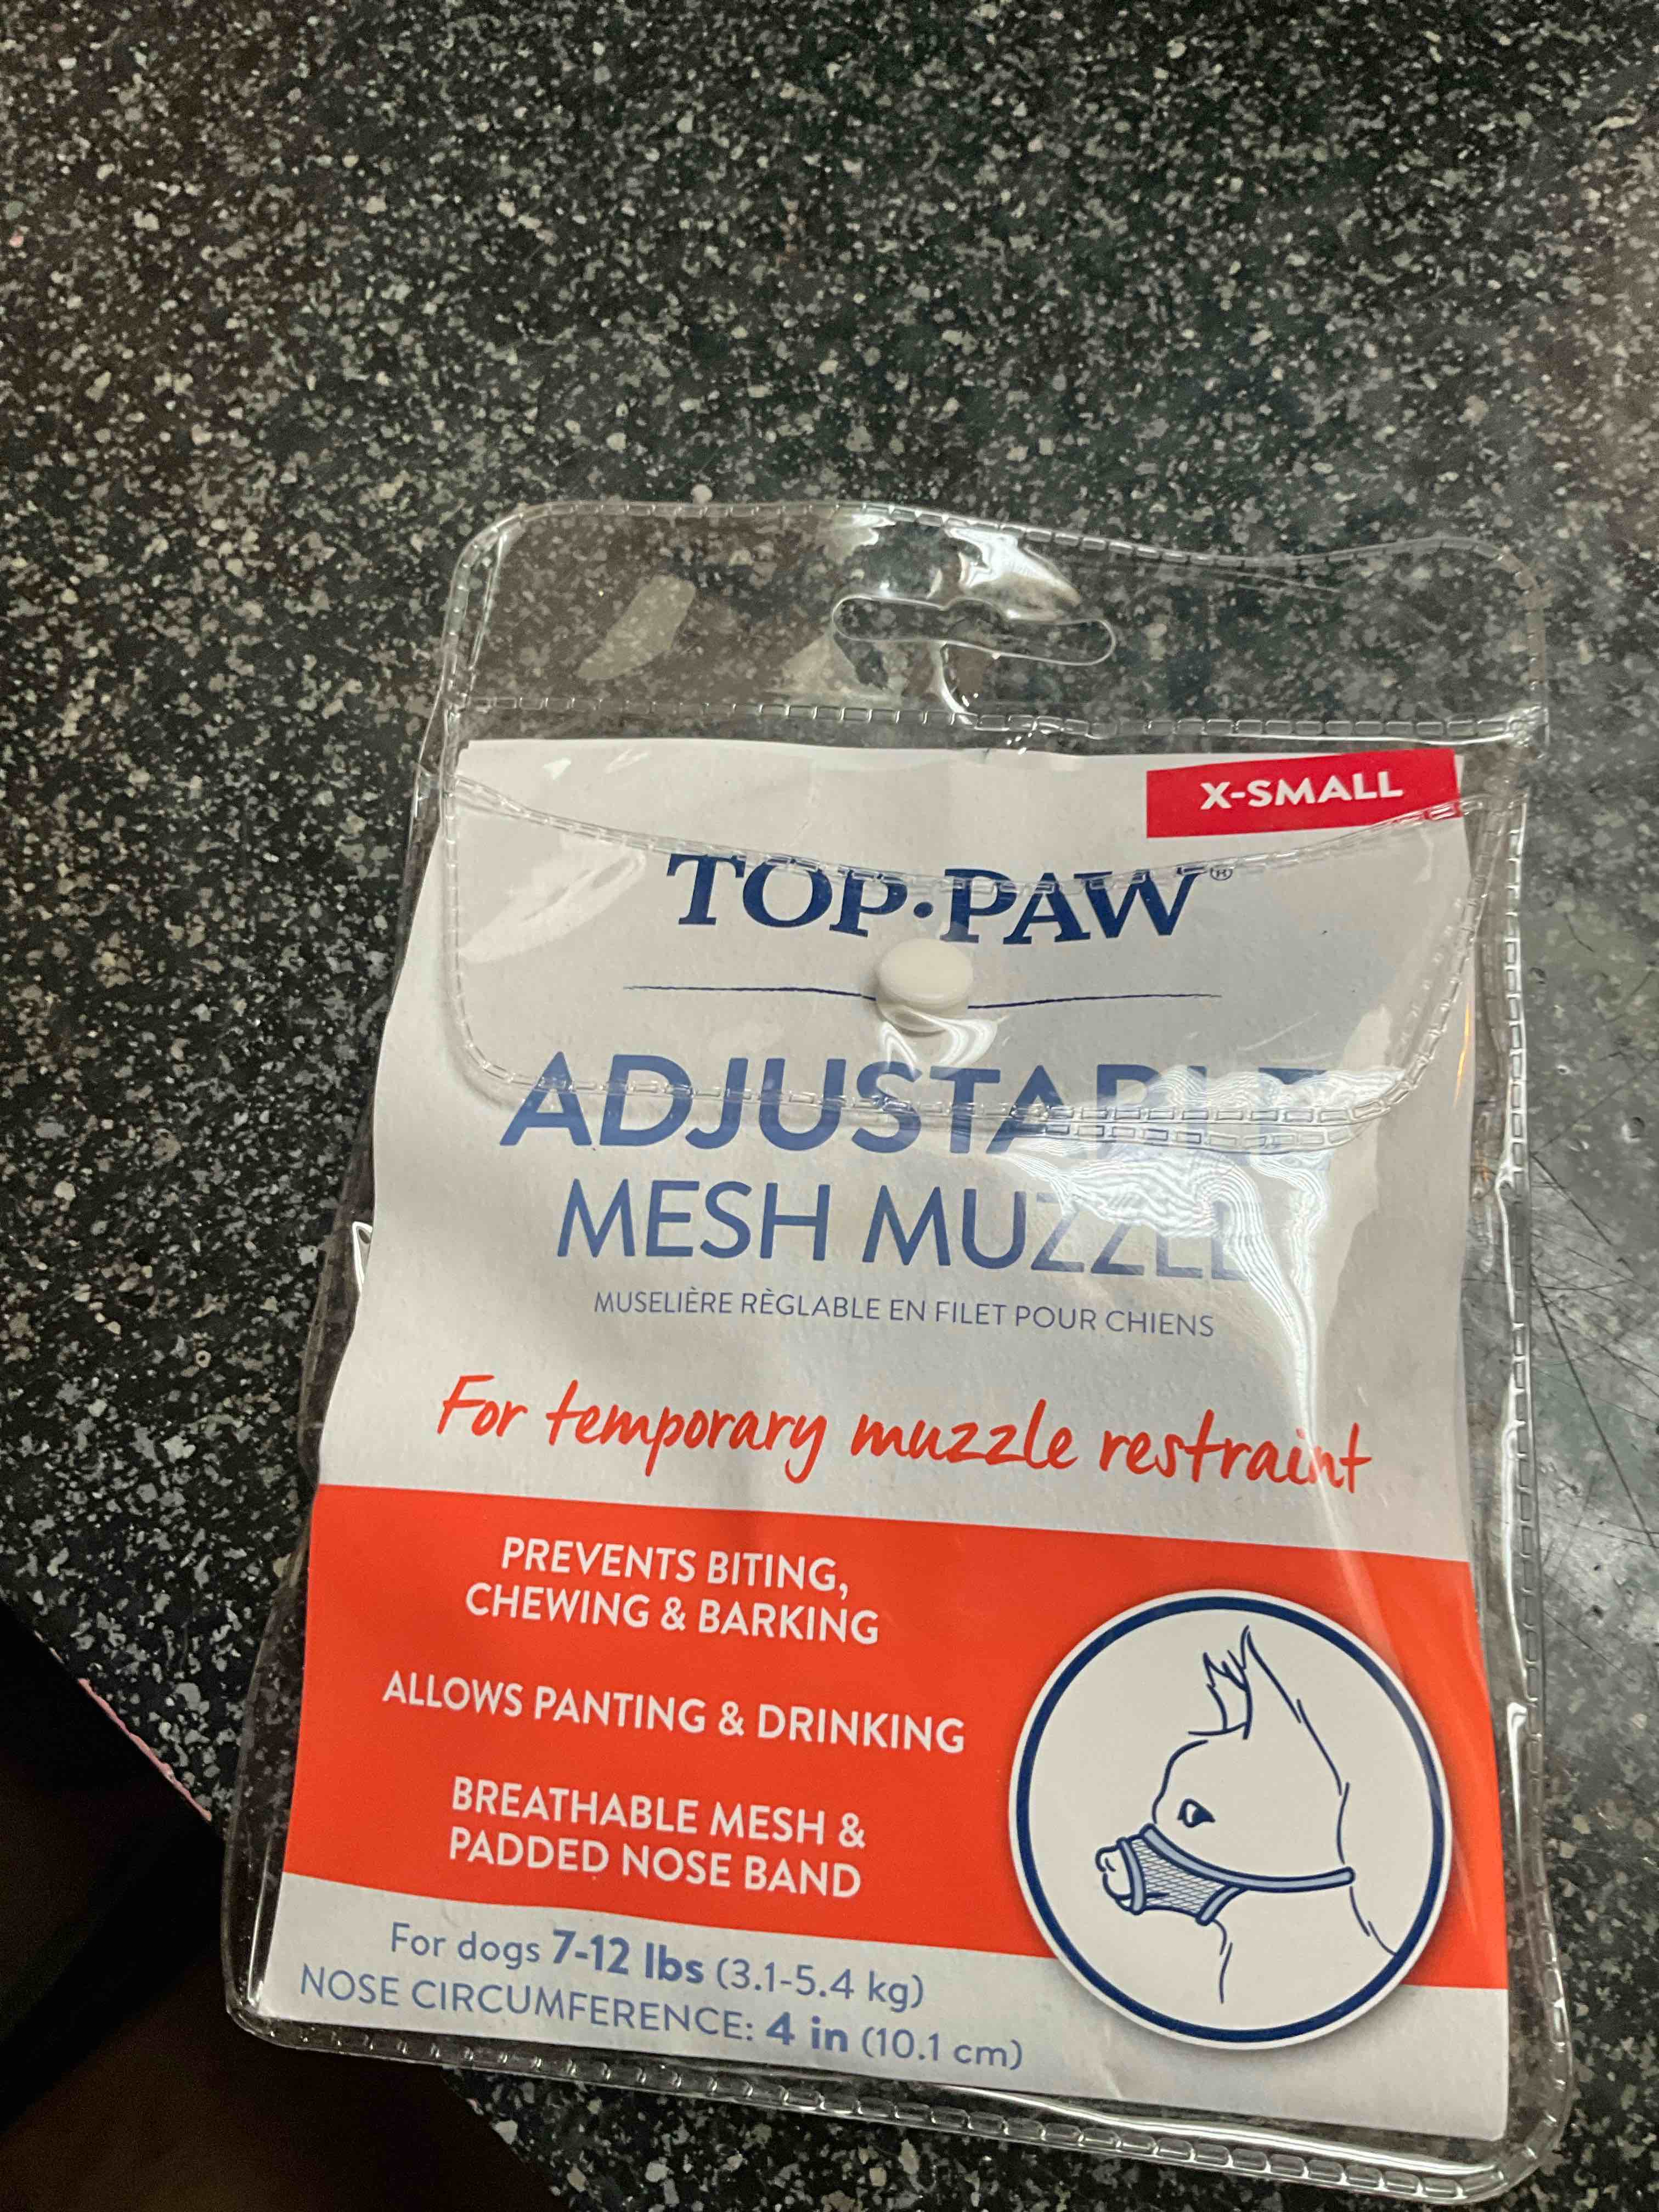 X-SMALL
TOP·PAW®
ADJUSTABLE
MESH MUZZLE
MUSELIÈRE RÈGLABLE EN FILET POUR CHIENS
For temporary muzzle restraint
PREVENTS BITING,
CHEWING & BARKING
ALLOWS PANTING & DRINKING
BREATHABLE MESH &
PADDED NOSE BAND
For dogs 7-12 lbs (3.1-5.4 kg)
NOSE CIRCUMFERENCE: 4 in (10.1 cm)